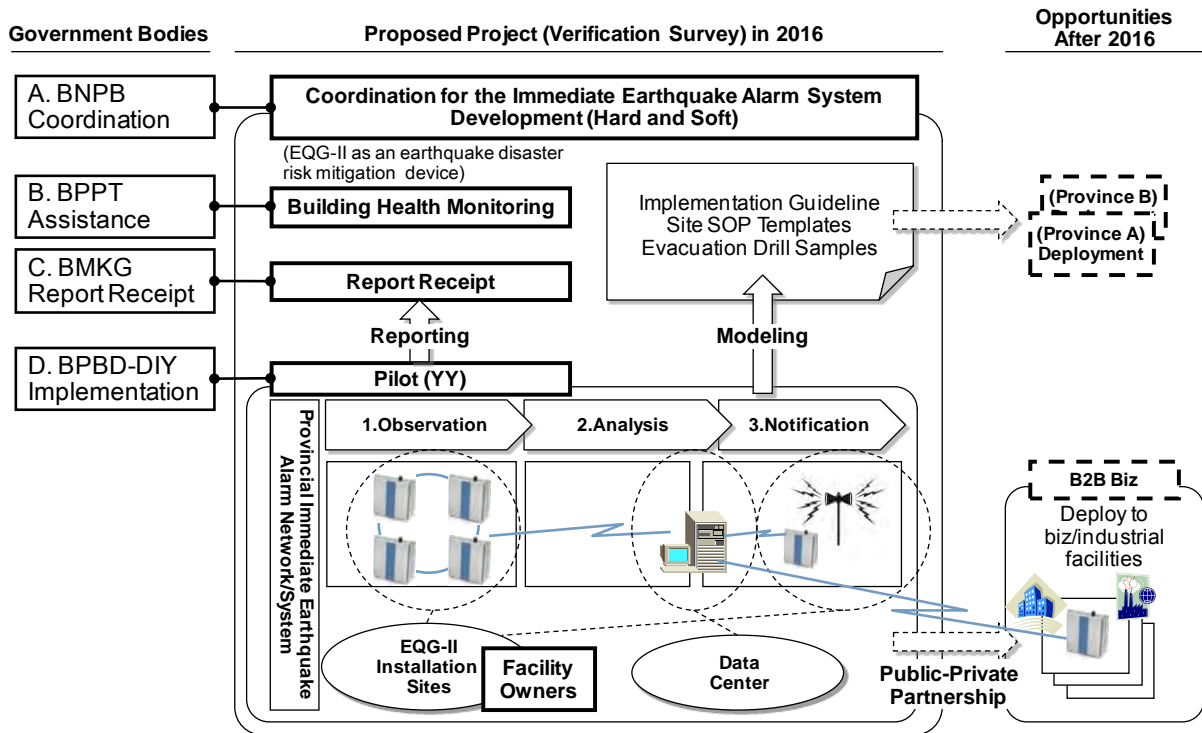 Government Bodies
Proposed Project (Verification Survey) in 2016
Opportunities
After 2016
A. BNPB
Coordination
Coordination for the Immediate Earthquake Alarm System
Development (Hard and Soft)
(EQG-II as an earthquake disaster
risk mitigation device)
B. BPPT
Assistance
Building Health Monitoring
Implementation Guideline
Site SOP Templates
Evacuation Drill Samples
(Province B)
(Province A)
Deployment
C. BMKG
Report Receipt
Report Receipt
Reporting
Modeling
D. BPBD-DIY
Implementation
Pilot (YY)
Provincial Immediate Earthquake
Alarm Network/System
1.Observation
2.Analysis
3.Notification
B2B Biz
Deploy to
biz/industrial
facilities
EQG-II
Installation
Sites
Facility
Owners
Data
Center
Public-Private
Partnership